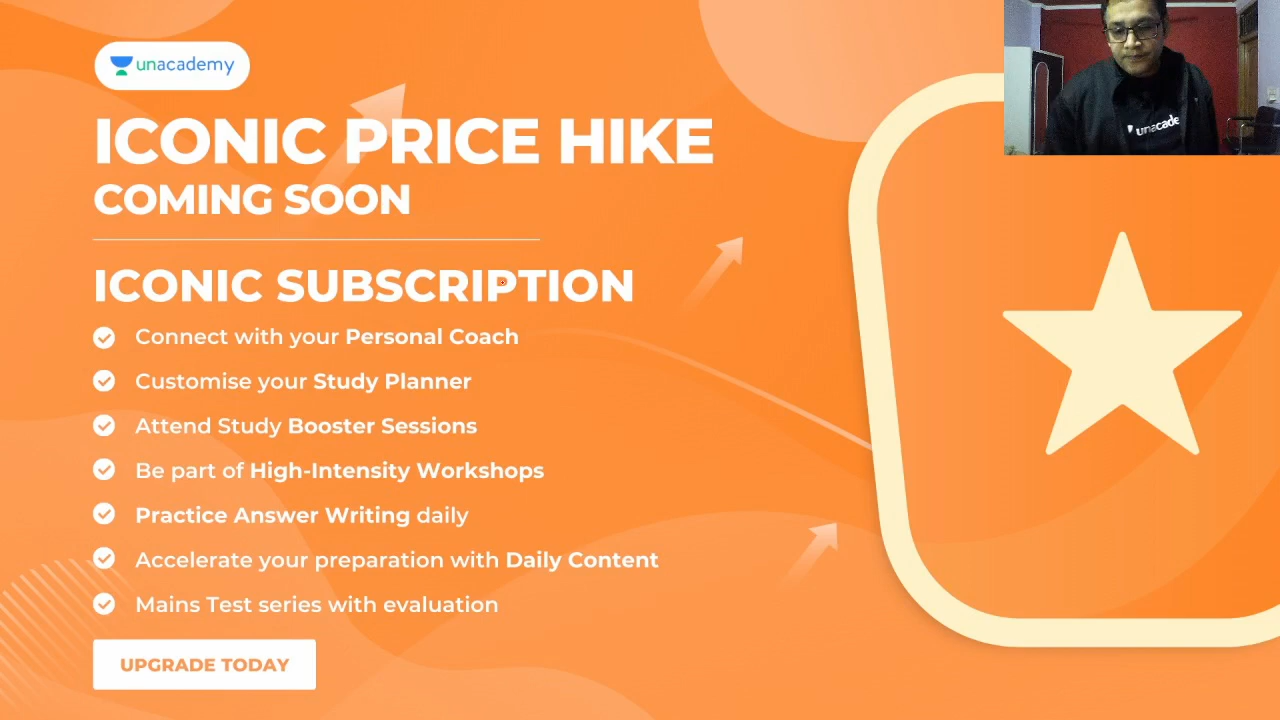 unacademy
ICONIC PRICE HIKE
COMING SOON
ICONIC SUBSCRIPTION
Connect with your Personal Coach
Customise your Study Planner
Attend Study Booster Sessions
Be part of High-Intensity Workshops
Practice Answer Writing daily
Accelerate your preparation with Daily Content
Mains Test series with evaluation
UPGRADE TODAY
unacade